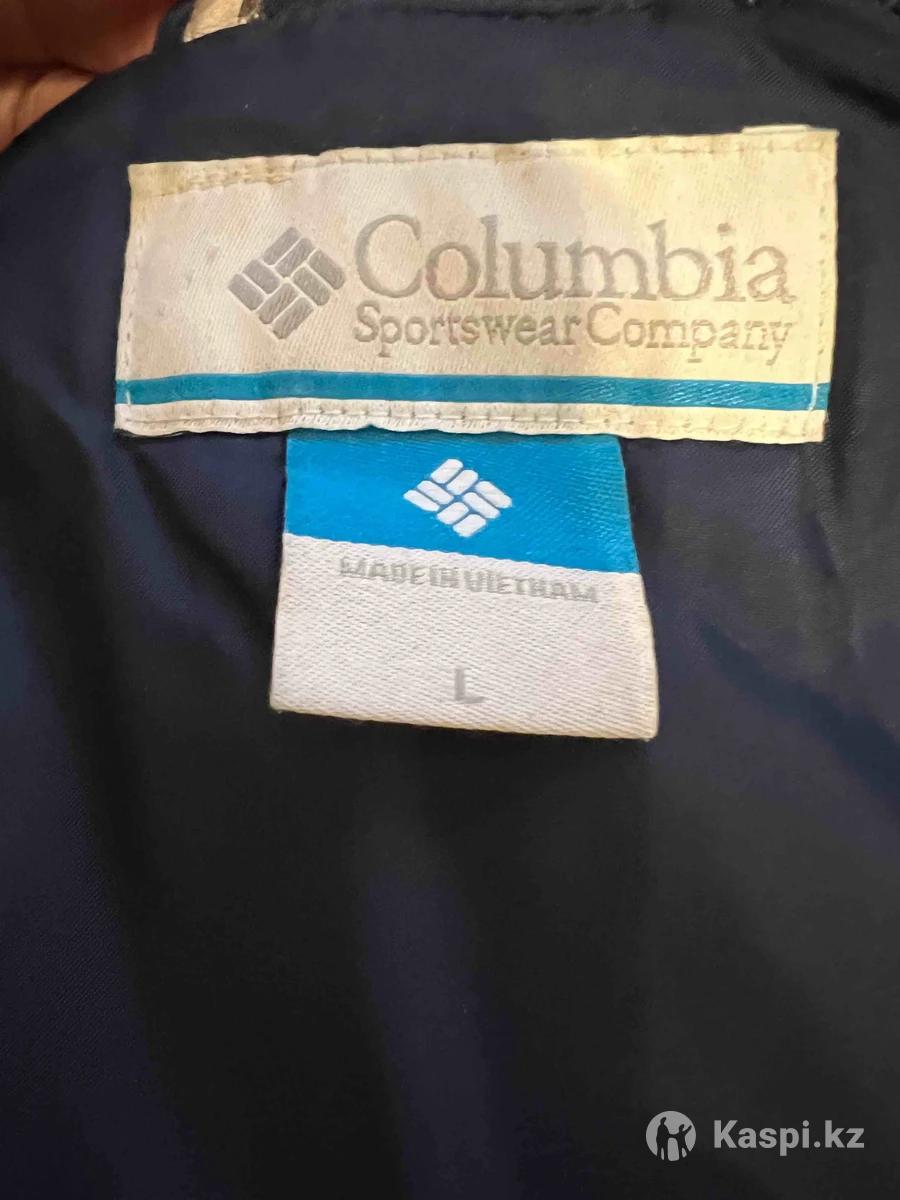 Columbia
Sportswear Company
MADE IN VIETNAM
L
Kaspi.kz